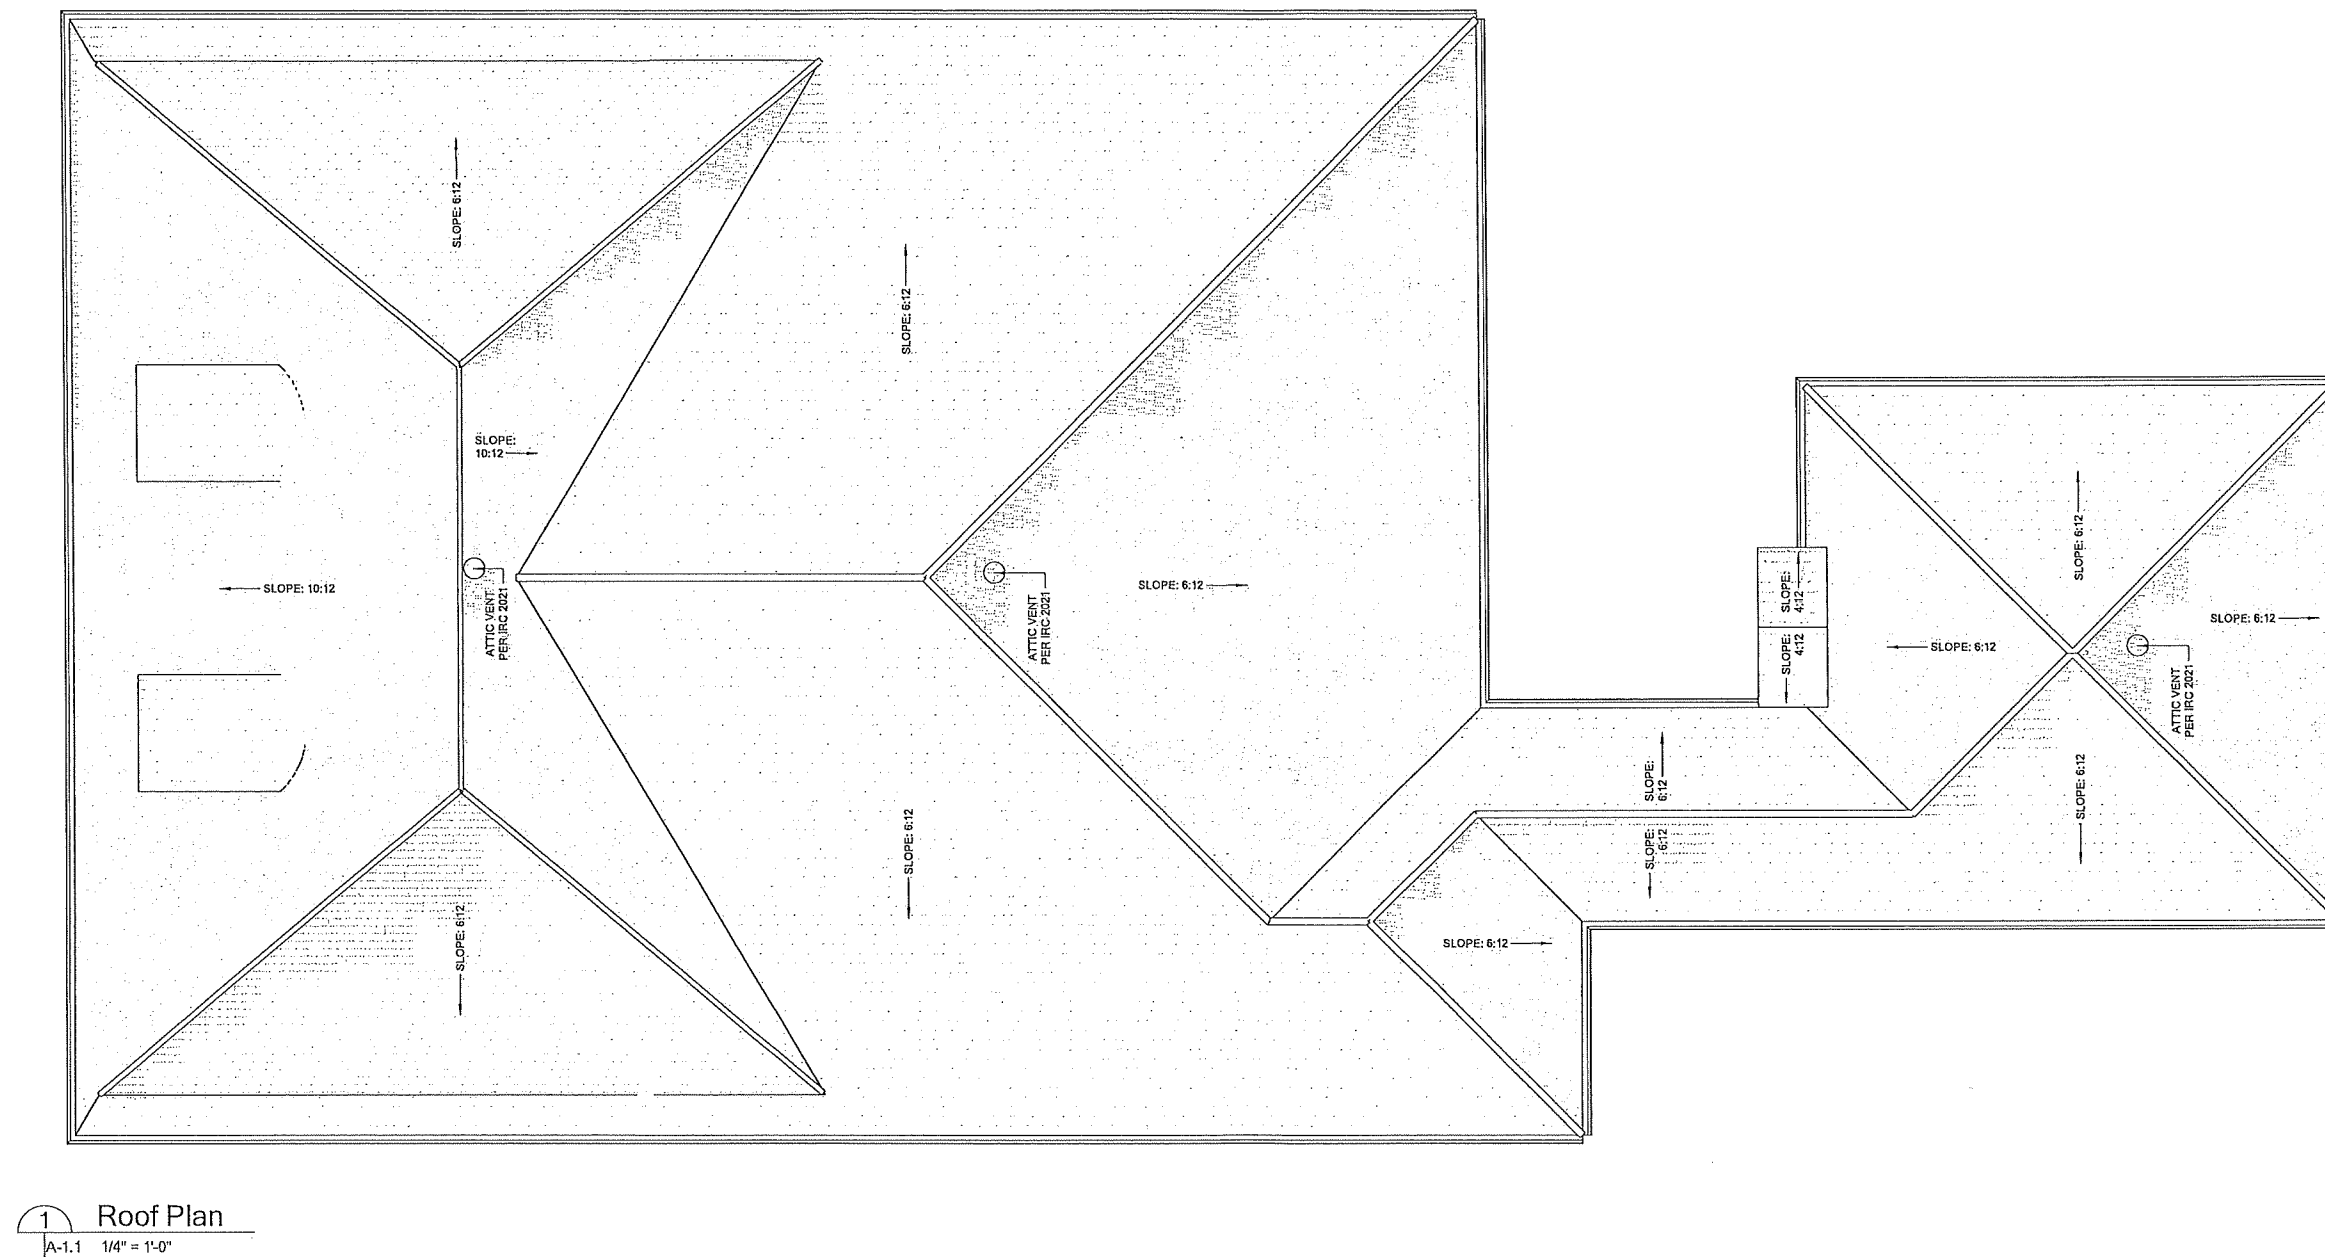 SLOPE: 6:12
SLOPE: 6:12
SLOPE:
10:12
SLOPE: 10:12
ATTIC VENT
PER IRC 2021
ATTIC VENT
PER IRC 2021
SLOPE: 6:12
SLOPE:
4:12
SLOPE:
4:12
SLOPE: 6:12
SLOPE: 6:12
SLOPE: 6:12
ATTIC VENT
PER IRC 2021
SLOPE:
6:12
SLOPE:
6:12
SLOPE: 6:12
SLOPE: 6:12
SLOPE: 6:12
SLOPE: 6:12
1 Roof Plan
A-1.1 1/4" = 1'-0"